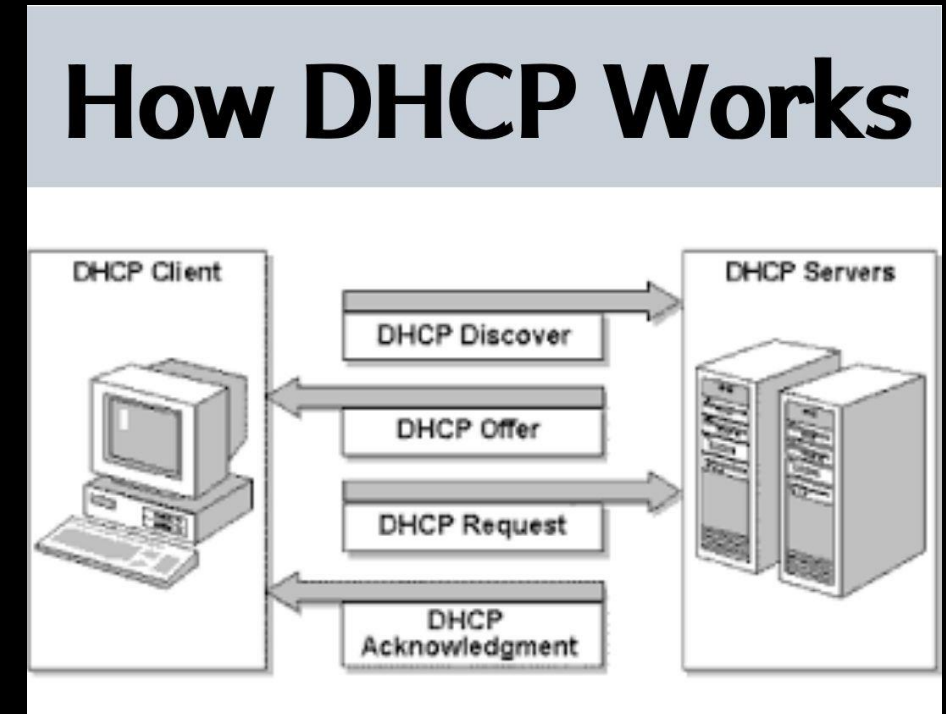 How DHCP Works
DHCP Client
DHCP Servers
DHCP Discover
DHCP Offer
DHCP Request
DHCP
Acknowledgment